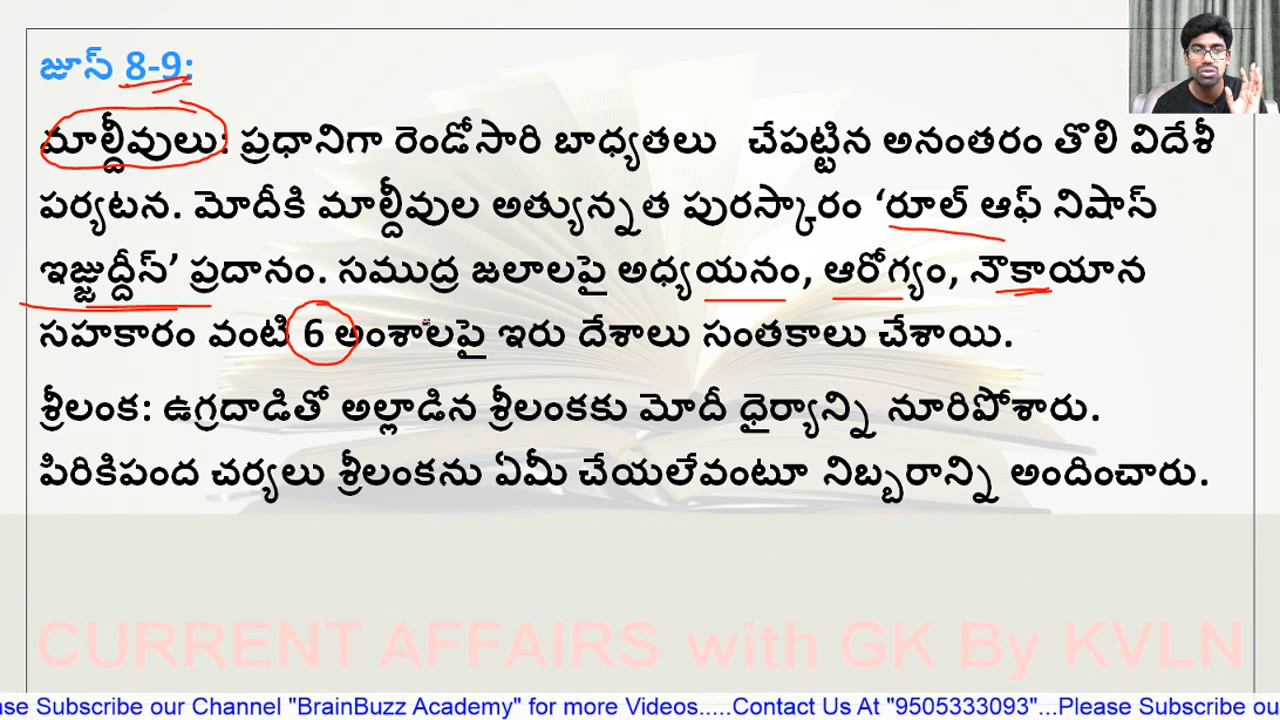 జూన్ 8-9:
మాల్దీవులు: ప్రధానిగా రెండోసారి బాధ్యతలు చేపట్టిన అనంతరం తొలి విదేశీ
పర్యటన. మోదీకి మాల్దీవుల అత్యున్నత పురస్కారం ‘రూల్ ఆఫ్ నిషాన్
ఇజ్జుద్దీన్’ ప్రదానం. సముద్ర జలాలపై అధ్యయనం, ఆరోగ్యం, నౌకాయాన
సహకారం వంటి 6 అంశాలపై ఇరు దేశాలు సంతకాలు చేశాయి.
శ్రీలంక: ఉగ్రదాడితో అల్లాడిన శ్రీలంకకు మోదీ ధైర్యాన్ని నూరిపోశారు.
పిరికిపంద చర్యలు శ్రీలంకను ఏమీ చేయలేవంటూ నిబ్బరాన్ని అందించారు.
CURRENT AFFAIRS with GK By KVLN
ase Subscribe our Channel "BrainBuzz Academy" for more Videos.....Contact Us At "9505333093"...Please Subscribe ou